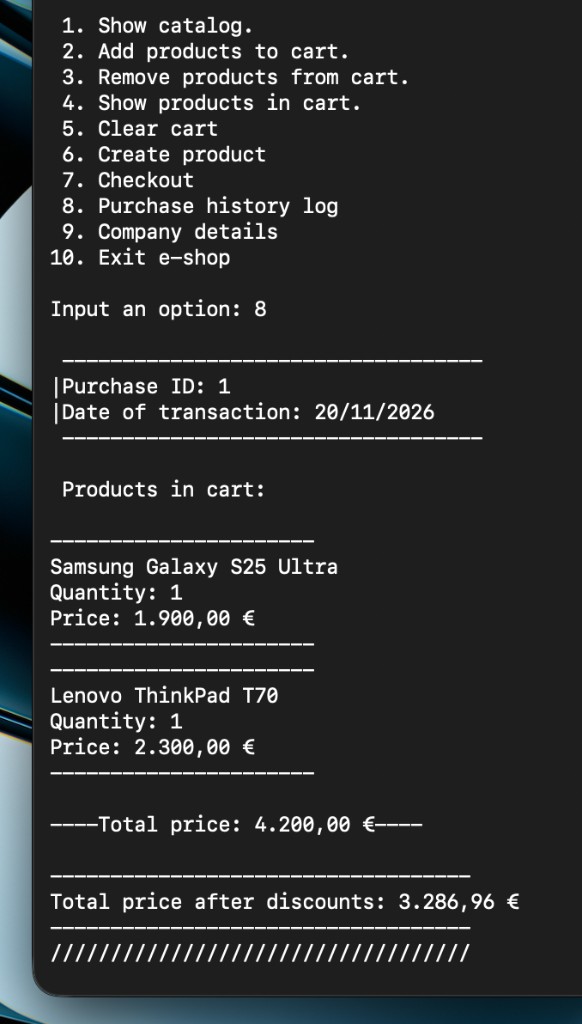 1. Show catalog.
2. Add products to cart.
3. Remove products from cart.
4. Show products in cart.
5. Clear cart
6. Create product
7. Checkout
8. Purchase history log
9. Company details
10. Exit e-shop
Input an option: 8
-----------------------------------
|Purchase ID: 1
|Date of transaction: 20/11/2026
-----------------------------------
Products in cart:
----------------------
Samsung Galaxy S25 Ultra
Quantity: 1
Price: 1.900,00 €
----------------------
----------------------
Lenovo ThinkPad T70
Quantity: 1
Price: 2.300,00 €
----------------------
----Total price: 4.200,00 €----
-----------------------------------
Total price after discounts: 3.286,96 €
-----------------------------------
///////////////////////////////////